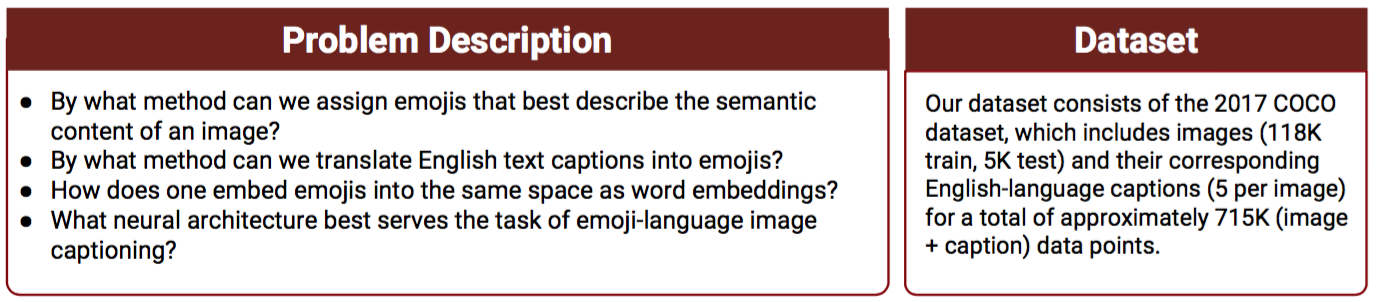 Problem Description
● By what method can we assign emojis that best describe the semantic
content of an image?
● By what method can we translate English text captions into emojis?
● How does one embed emojis into the same space as word embeddings?
● What neural architecture best serves the task of emoji-language image
captioning?
Dataset
Our dataset consists of the 2017 COCO
dataset, which includes images (118K
train, 5K test) and their corresponding
English-language captions (5 per image)
for a total of approximately 715K (image
+ caption) data points.